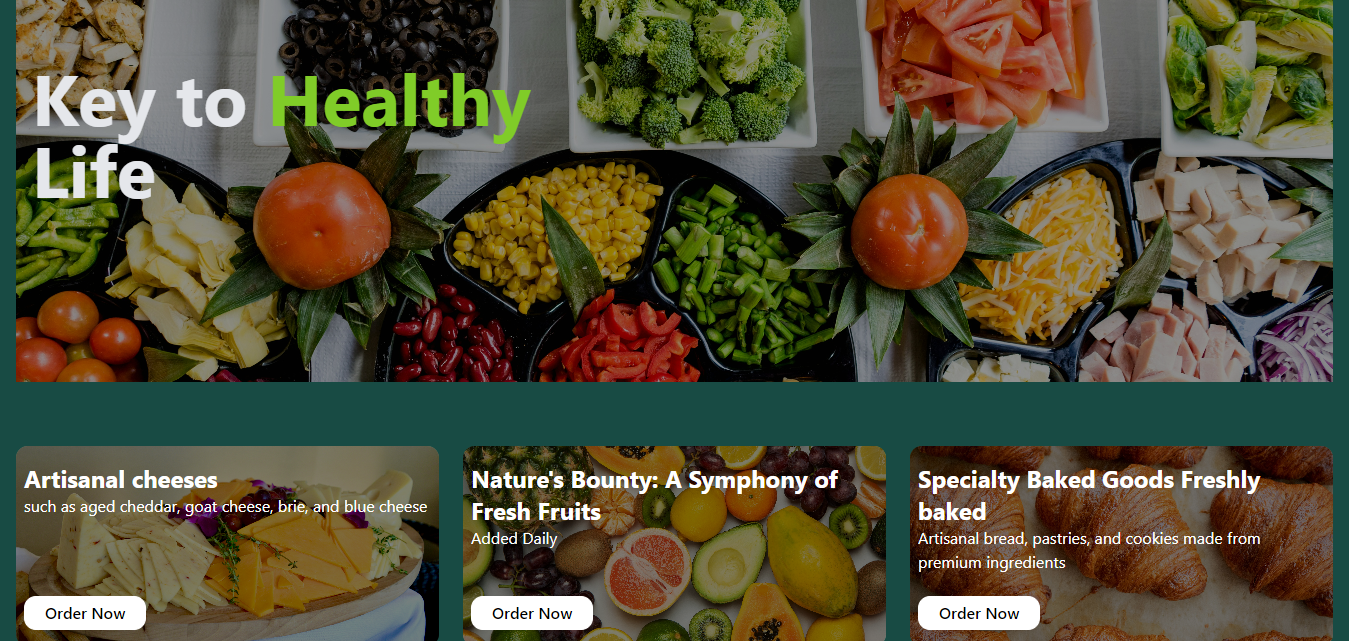 Key to Healthy
Life
Artisanal cheeses
such as aged cheddar, goat cheese, brie, and blue cheese
Order Now
Nature's Bounty: A Symphony of
Fresh Fruits
Added Daily
Order Now
Specialty Baked Goods Freshly
baked
Artisanal bread, pastries, and cookies made from
premium ingredients
Order Now